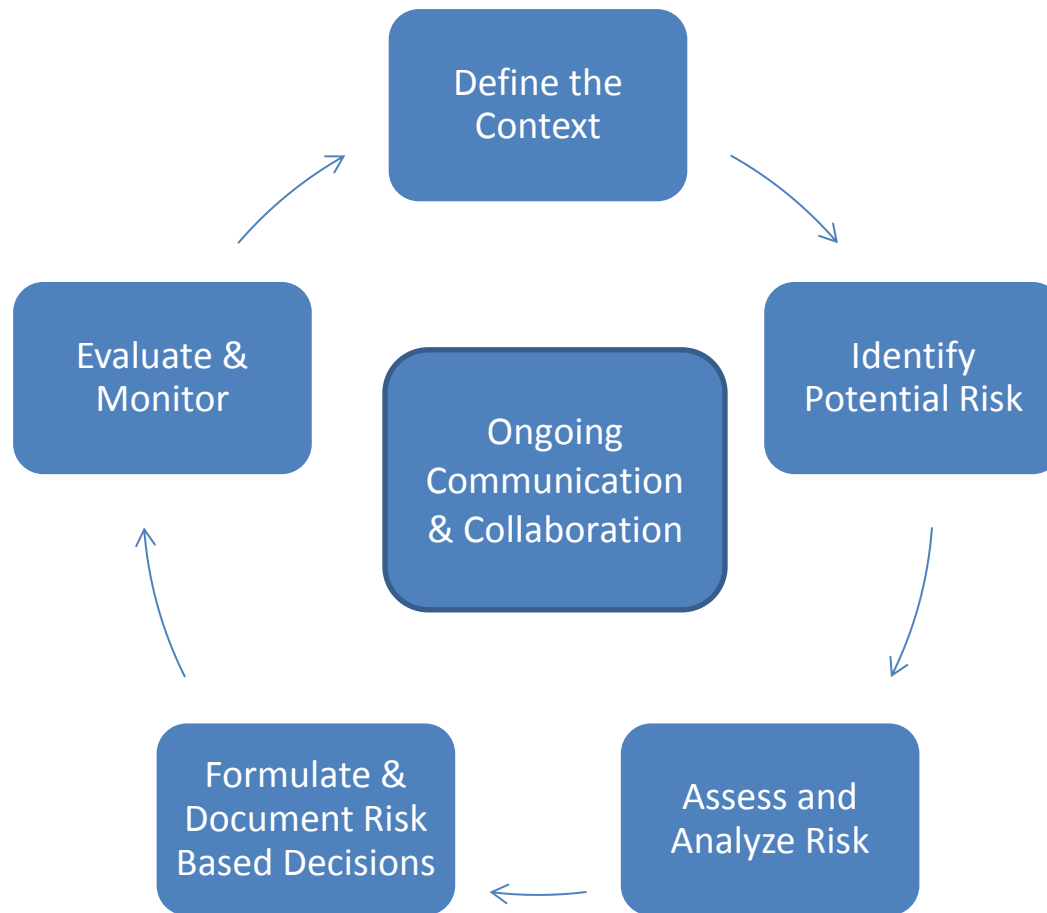 Define the
Context
Identify
Potential Risk
Assess and
Analyze Risk
Formulate &
Document Risk
Based Decisions
Evaluate &
Monitor
Ongoing
Communication
& Collaboration